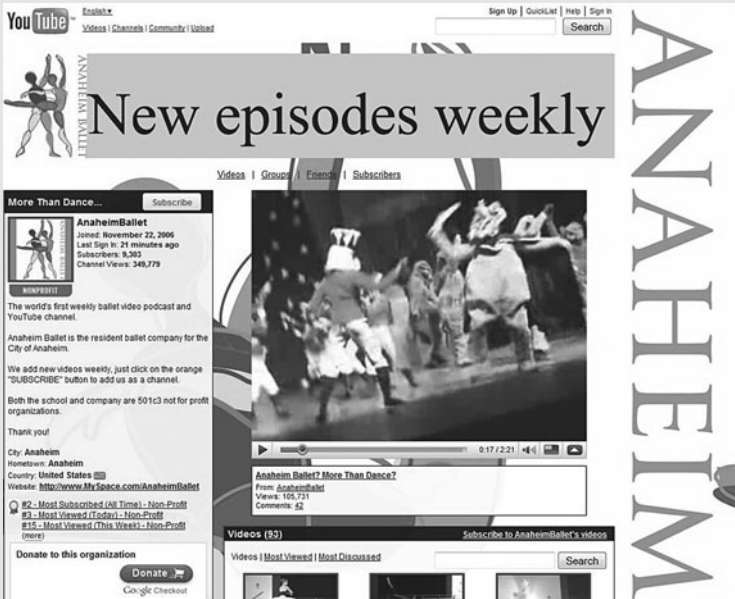 YouTube™
English▼
Videos | Channels | Community | Upload
Sign Up | QuickList | Help | Sign In
Search
ANAHEIM BALLET
New episodes weekly
ANAHEIM
Videos | Groups | Friends | Subscribers
More Than Dance...
Subscribe
ANAHEIM BALLET
NONPROFIT
AnaheimBallet
Joined: November 22, 2006
Last Sign In: 21 minutes ago
Subscribers: 9,303
Channel Views: 349,779
The world's first weekly ballet video podcast and
YouTube channel.
Anaheim Ballet is the resident ballet company for the
City of Anaheim.
We add new videos weekly, just click on the orange
"SUBSCRIBE" button to add us as a channel.
Both the school and company are 501c3 not for profit
organizations.
Thank you!
City: Anaheim
Hometown: Anaheim
Country: United States
Website: http://www.MySpace.com/AnaheimBallet
#2 - Most Subscribed (All Time) - Non-Profit
#3 - Most Viewed (Today) - Non-Profit
#15 - Most Viewed (This Week) - Non-Profit
(more)
Donate to this organization
Donate
Google Checkout
0:17 / 2:21
Anaheim Ballet? More Than Dance?
From: AnaheimBallet
Views: 105,731
Comments: 42
Videos (93)
Subscribe to AnaheimBallet's videos
Videos | Most Viewed | Most Discussed
Search